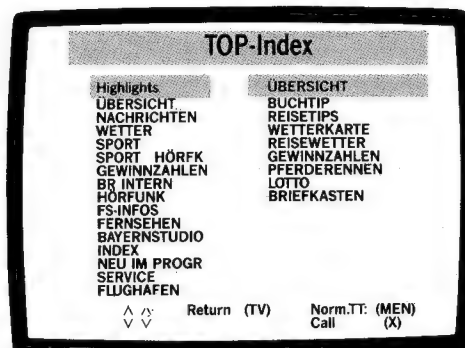 TOP-Index
Highlights
ÜBERSICHT
NACHRICHTEN
WETTER
SPORT
SPORT HÖRFK
GEWINNZAHLEN
BR INTERN
HÖRFUNK
FS-INFOS
FERNSEHEN
BAYERNSTUDIO
INDEX
NEU IM PROGR
SERVICE
FLUGHAFEN
ÜBERSICHT
BUCHTIP
REISETIPS
WETTERKARTE
REISEWETTER
GEWINNZAHLEN
PFERDERENNEN
LOTTO
BRIEFKASTEN
Return (TV) Norm.TT: (MEN)
Call (X)